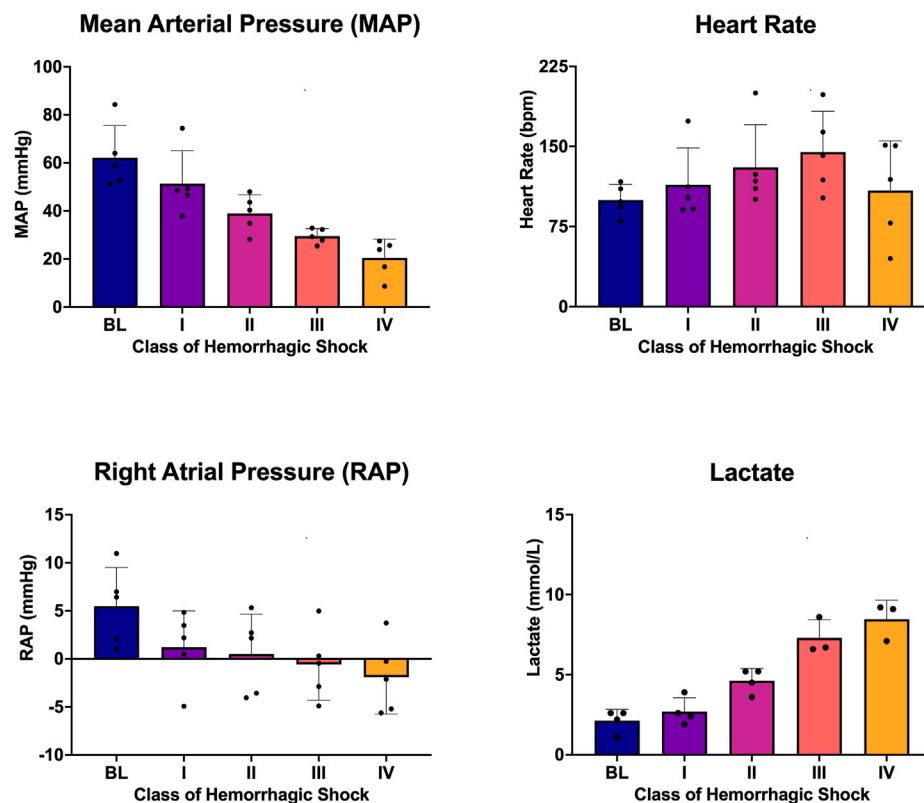 Mean Arterial Pressure (MAP)
MAP (mmHg)
100
80
60
40
20
0
BL I II III IV
Class of Hemorrhagic Shock
Heart Rate
Heart Rate (bpm)
225
150
75
0
BL I II III IV
Class of Hemorrhagic Shock
Right Atrial Pressure (RAP)
RAP (mmHg)
15
10
5
0
-5
-10
BL I II III IV
Class of Hemorrhagic Shock
Lactate
Lactate (mmol/L)
15
10
5
0
BL I II III IV
Class of Hemorrhagic Shock